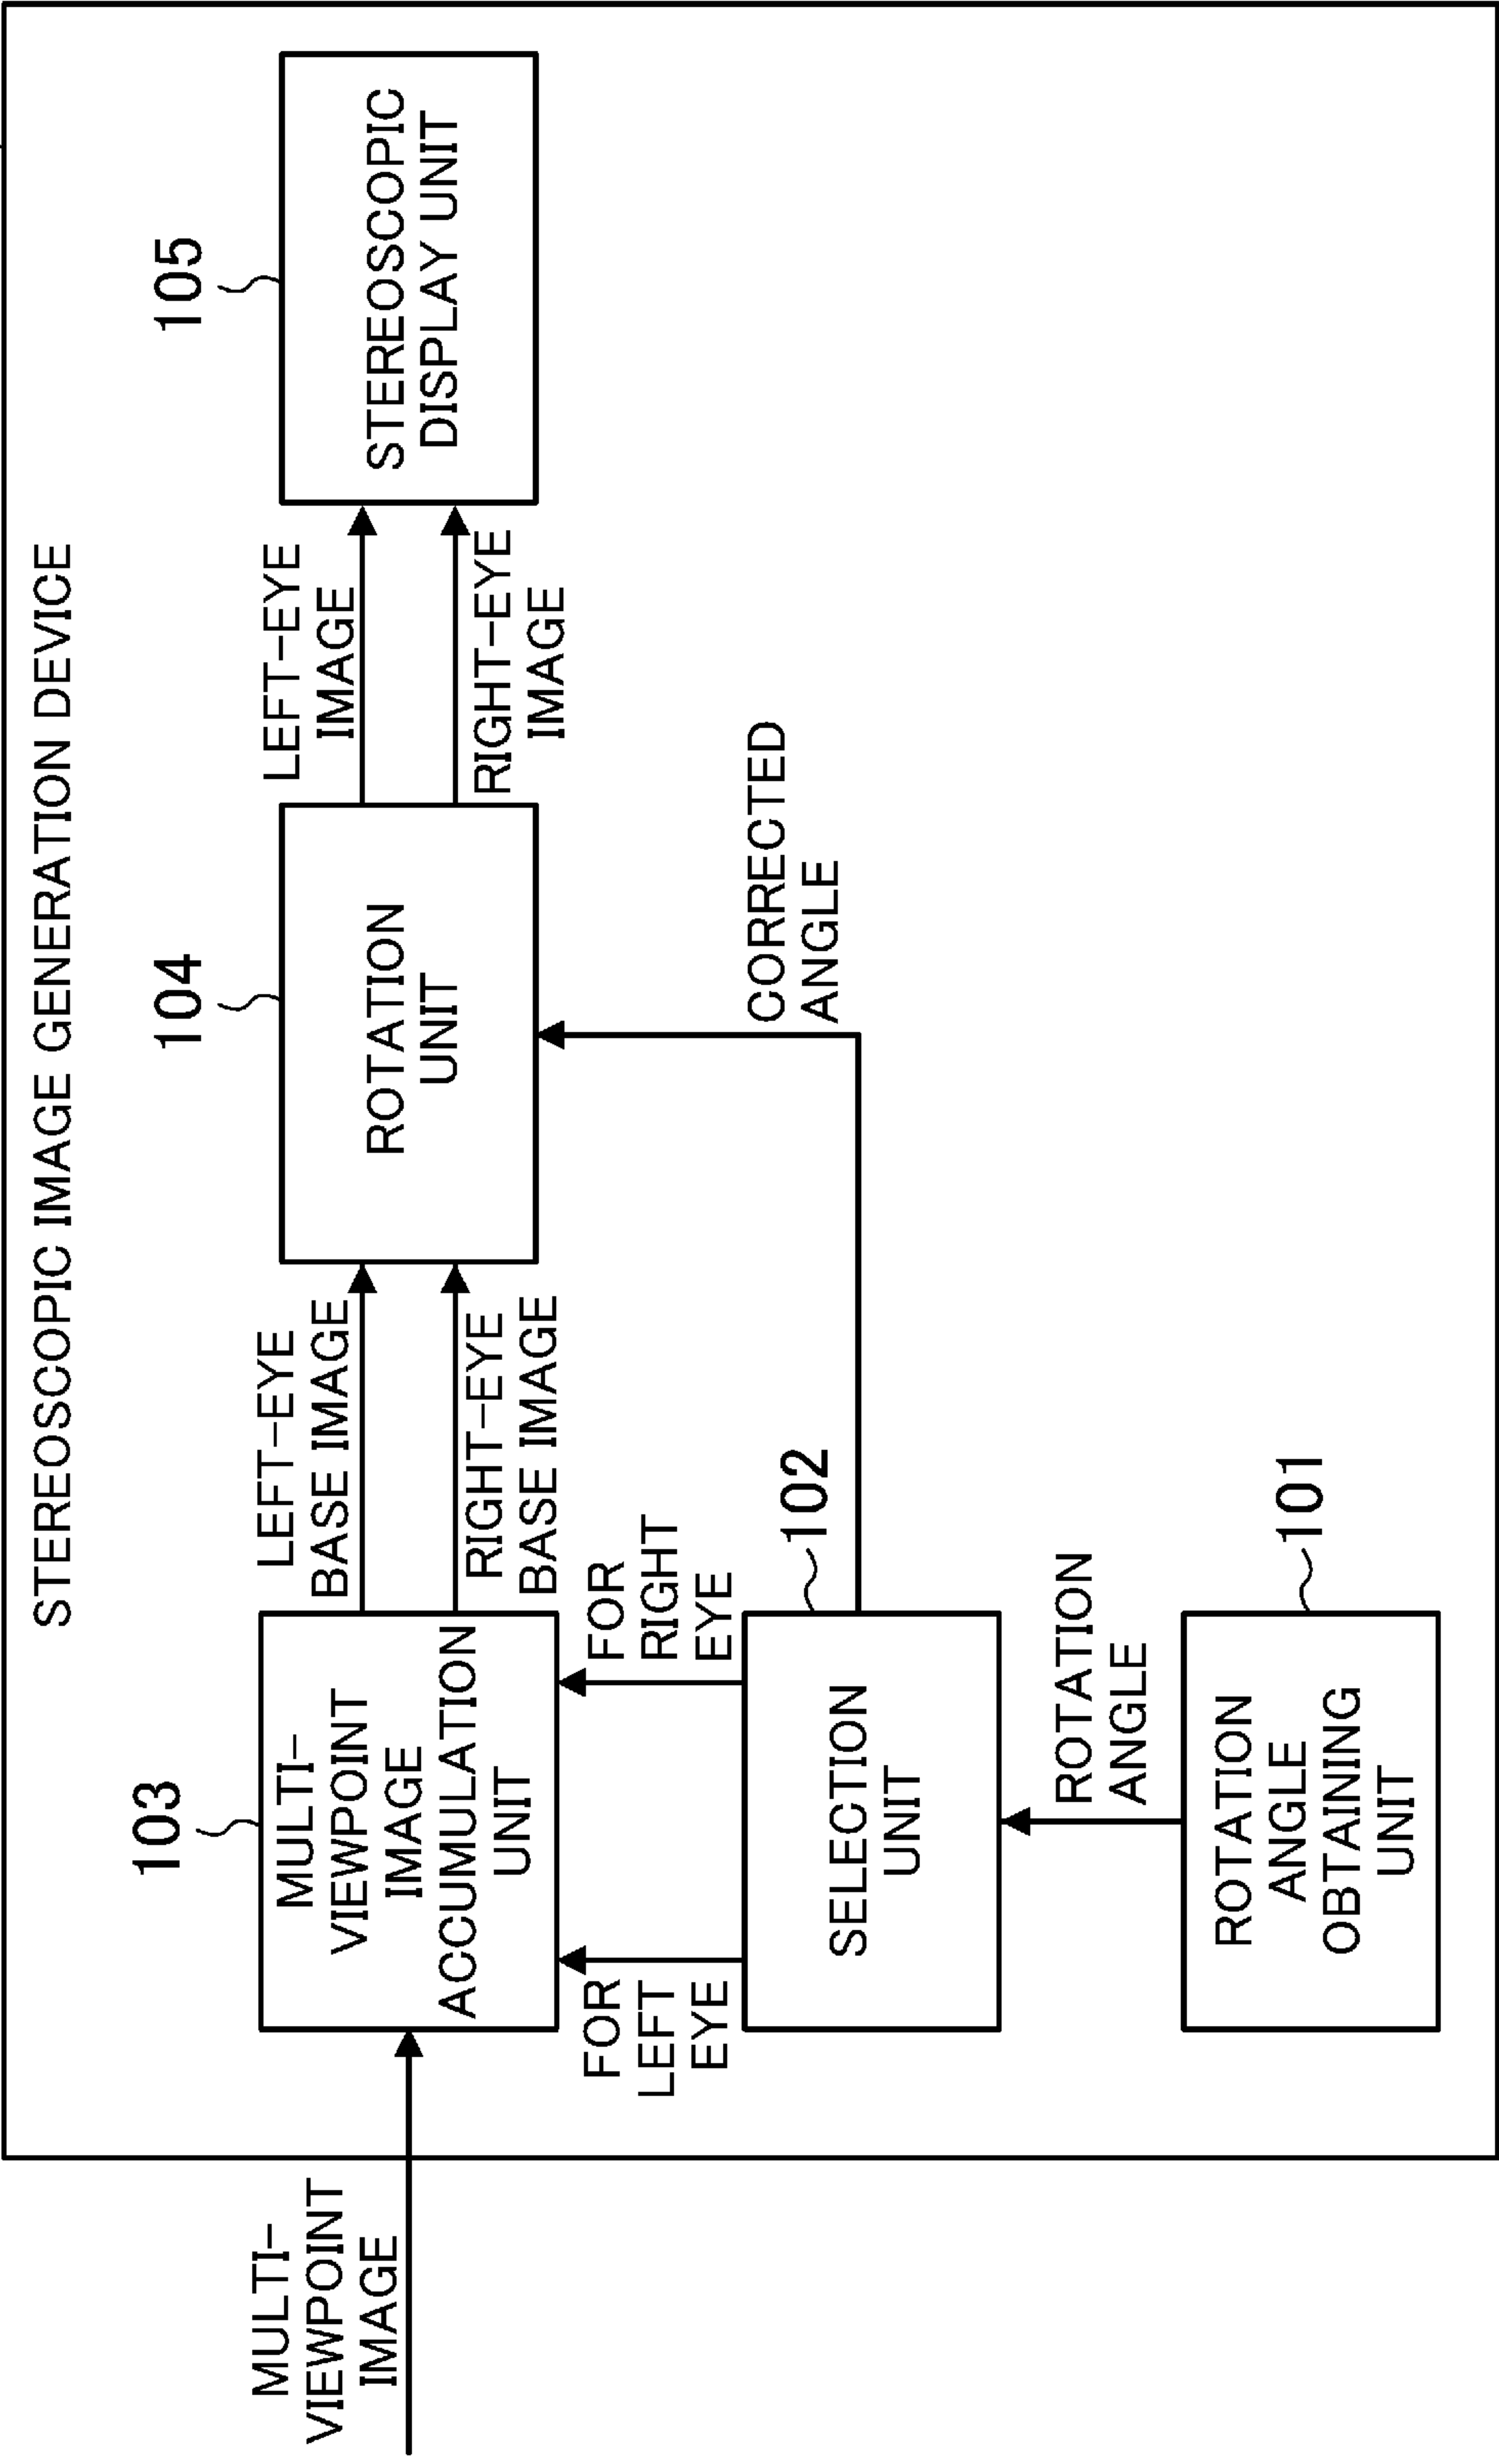 STEREOSCOPIC IMAGE GENERATION DEVICE
MULTI-
VIEWPOINT
IMAGE
103
MULTI-
VIEWPOINT
IMAGE
ACCUMULATION
UNIT
LEFT-EYE
BASE IMAGE
RIGHT-EYE
BASE IMAGE
104
ROTATION
UNIT
LEFT-EYE
IMAGE
RIGHT-EYE
IMAGE
105
STEREOSCOPIC
DISPLAY UNIT
FOR
LEFT
EYE
FOR
RIGHT
EYE
CORRECTED
ANGLE
102
SELECTION
UNIT
ROTATION
ANGLE
101
ROTATION
ANGLE
OBTAINING
UNIT